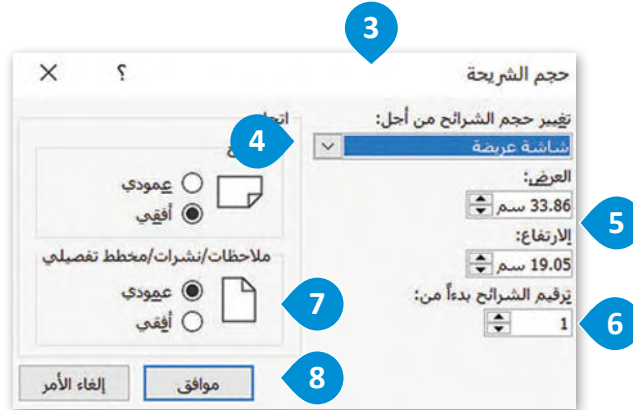 3
حجم الشريحة
؟
تغيير حجم الشرائح من أجل:
4
شاشة عريضة
العرض:
33.86 سم
5
الارتفاع:
19.05 سم
ترقيم الشرائح بدءاً من:
1
6
عمودي
أفقي
ملاحظات/نشرات/مخطط تفصيلي
عمودي
أفقي
7
موافق
إلغاء الأمر
8